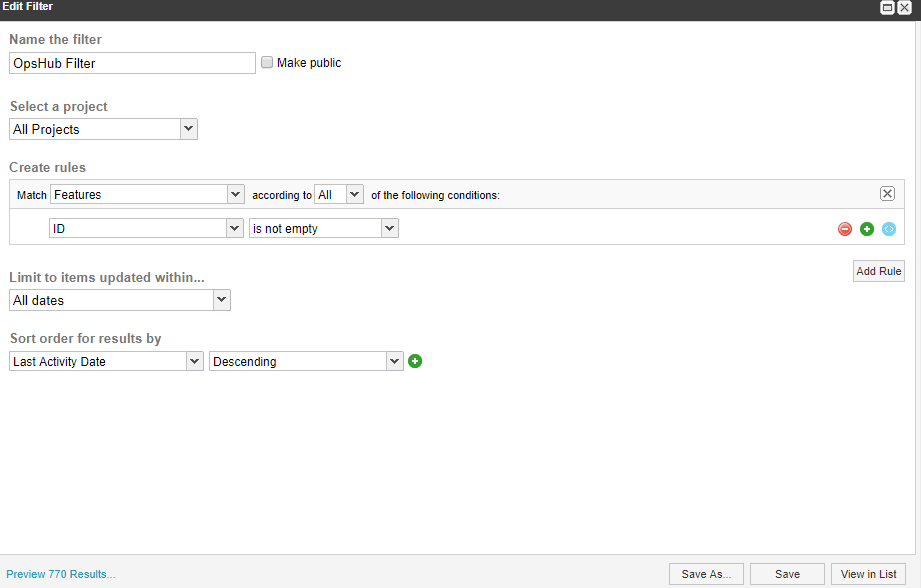 Edit Filter
Name the filter
OpsHub Filter
Make public
Select a project
All Projects
Create rules
Match Features according to All of the following conditions:
ID is not empty
Add Rule
Limit to items updated within...
All dates
Sort order for results by
Last Activity Date Descending
Preview 770 Results... Save As... Save View in List